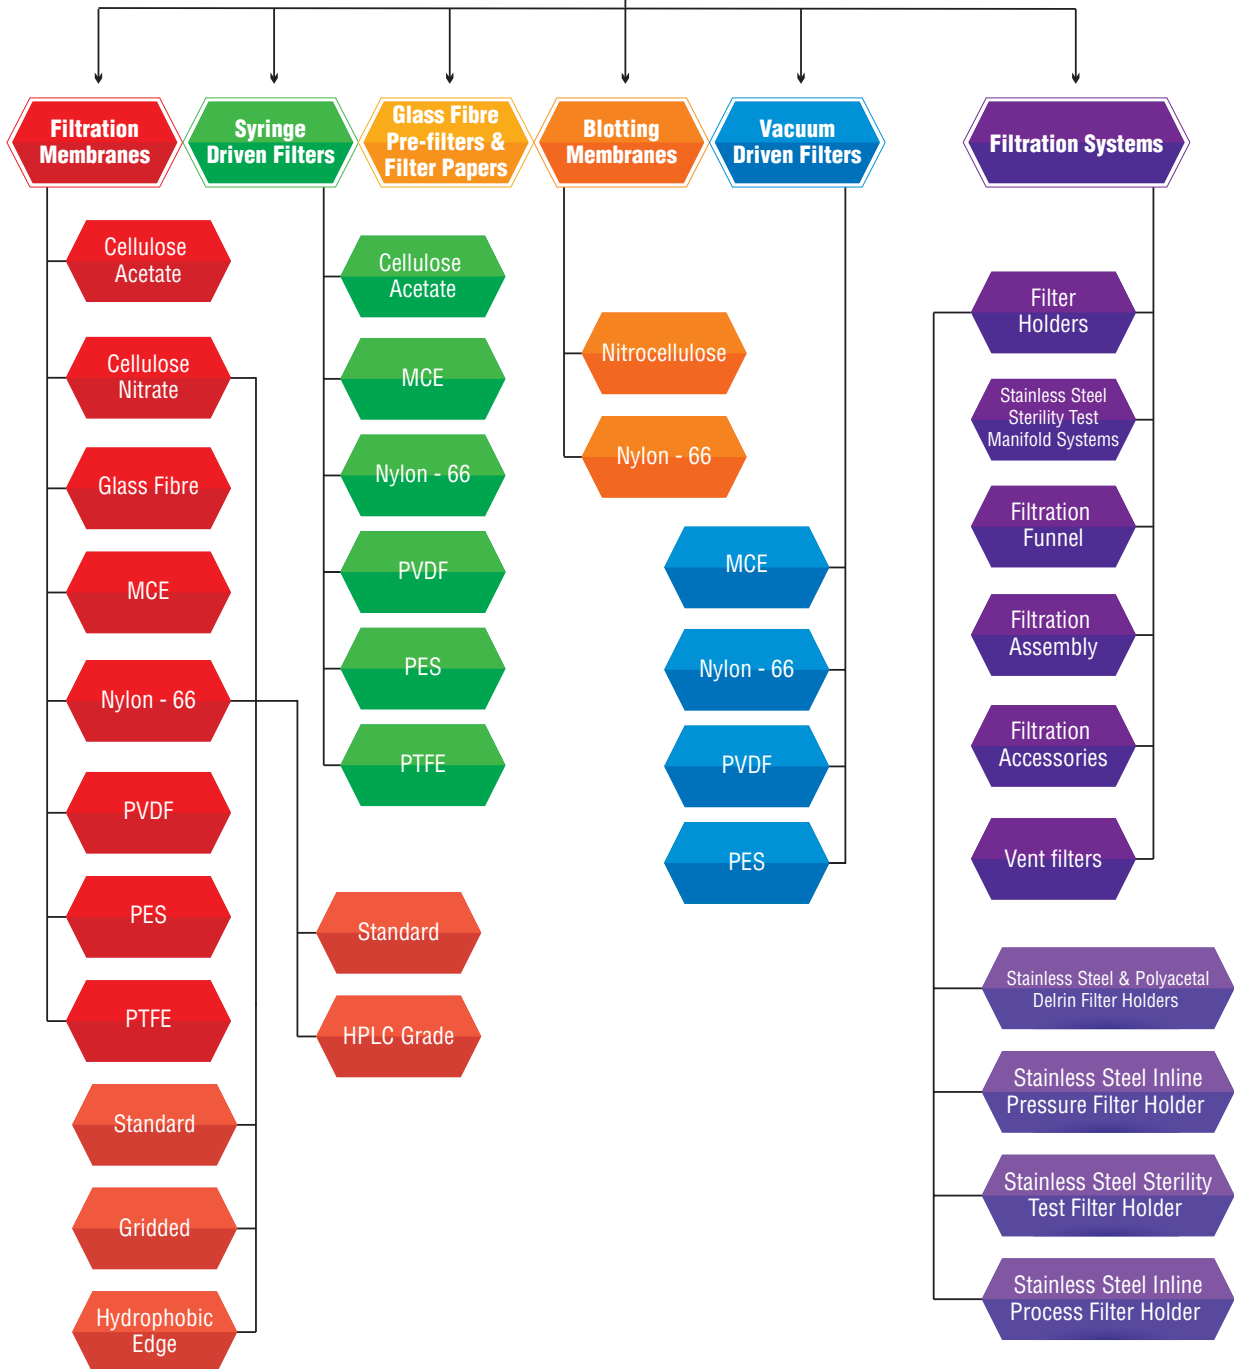 Filtration
Membranes
Syringe
Driven Filters
Glass Fibre
Pre-filters &
Filter Papers
Blotting
Membranes
Vacuum
Driven Filters
Filtration Systems
Cellulose
Acetate
Cellulose
Nitrate
Glass Fibre
MCE
Nylon - 66
PVDF
PES
PTFE
Standard
Gridded
Hydrophobic
Edge
Standard
HPLC Grade
Cellulose
Acetate
MCE
Nylon - 66
PVDF
PES
PTFE
Nitrocellulose
Nylon - 66
MCE
Nylon - 66
PVDF
PES
Filter
Holders
Stainless Steel
Sterility Test
Manifold Systems
Filtration
Funnel
Filtration
Assembly
Filtration
Accessories
Vent filters
Stainless Steel & Polyacetal
Delrin Filter Holders
Stainless Steel Inline
Pressure Filter Holder
Stainless Steel Sterility
Test Filter Holder
Stainless Steel Inline
Process Filter Holder